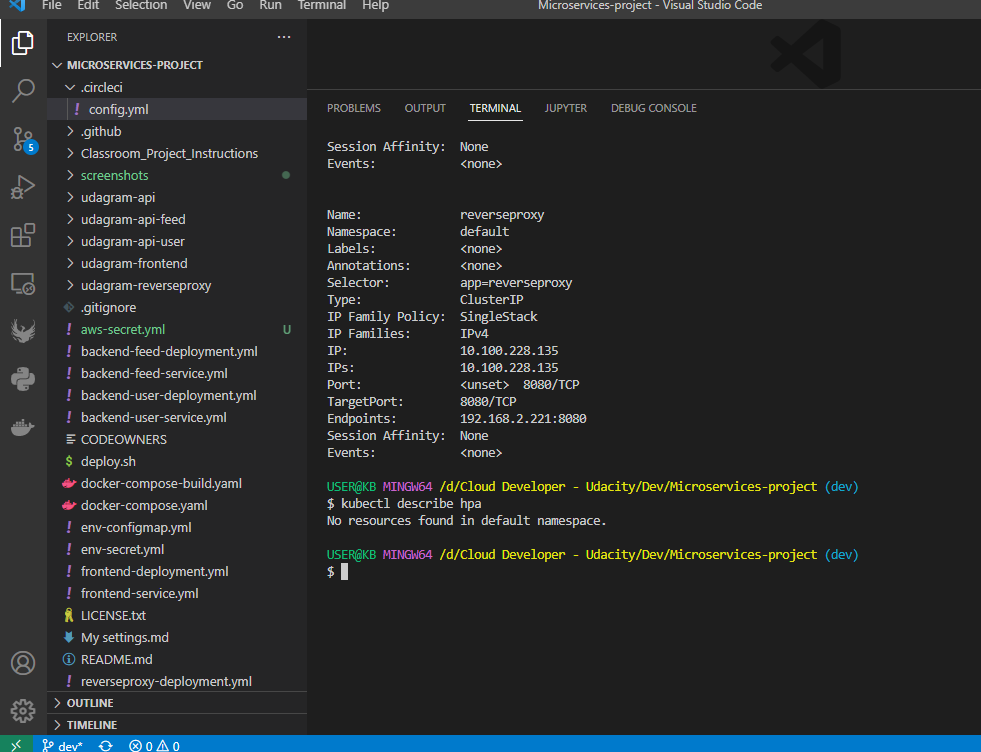 File Edit Selection View Go Run Terminal Help Microservices-project - Visual Studio Code
EXPLORER ...
MICROSERVICES-PROJECT
.circleci
! config.yml
.github
Classroom_Project_Instructions
screenshots
udagram-api
udagram-api-feed
udagram-api-user
udagram-frontend
udagram-reverseproxy
.gitignore
! aws-secret.yml U
! backend-feed-deployment.yml
! backend-feed-service.yml
! backend-user-deployment.yml
! backend-user-service.yml
CODEOWNERS
$ deploy.sh
docker-compose-build.yaml
docker-compose.yaml
! env-configmap.yml
! env-secret.yml
! frontend-deployment.yml
! frontend-service.yml
LICENSE.txt
My settings.md
README.md
! reverseproxy-deployment.yml
OUTLINE
TIMELINE
5
PROBLEMS OUTPUT TERMINAL JUPYTER DEBUG CONSOLE
Session Affinity: None
Events: <none>
Name: reverseproxy
Namespace: default
Labels: <none>
Annotations: <none>
Selector: app=reverseproxy
Type: ClusterIP
IP Family Policy: SingleStack
IP Families: IPv4
IP: 10.100.228.135
IPs: 10.100.228.135
Port: <unset> 8080/TCP
TargetPort: 8080/TCP
Endpoints: 192.168.2.221:8080
Session Affinity: None
Events: <none>
USER@KB MINGW64 /d/Cloud Developer - Udacity/Dev/Microservices-project (dev)
$ kubectl describe hpa
No resources found in default namespace.
USER@KB MINGW64 /d/Cloud Developer - Udacity/Dev/Microservices-project (dev)
$
dev* 0 0